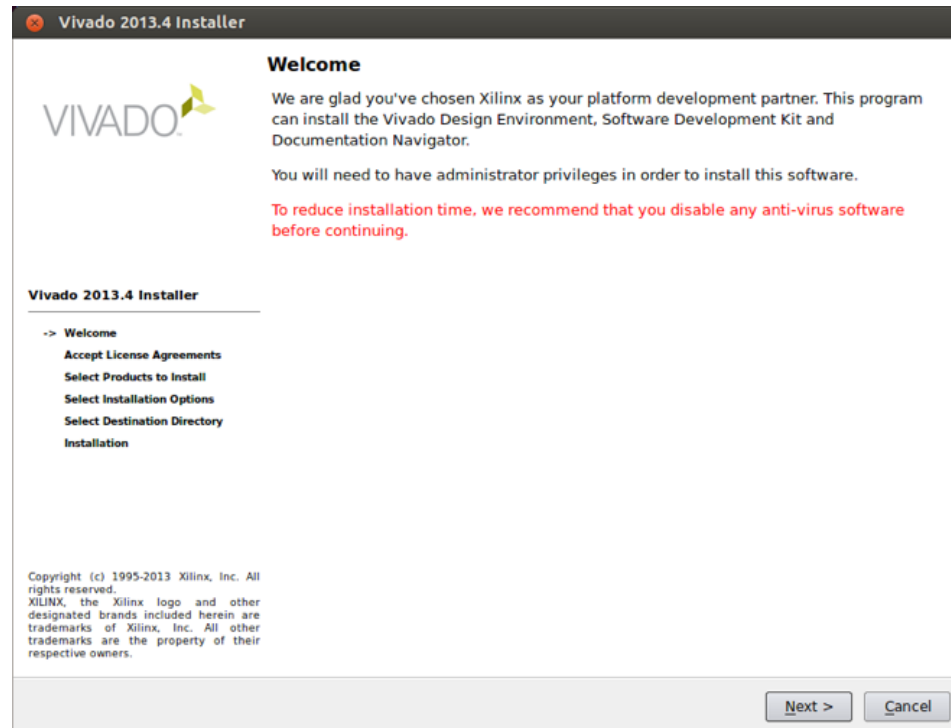 Vivado 2013.4 Installer
VIVADO.
Welcome
We are glad you've chosen Xilinx as your platform development partner. This program
can install the Vivado Design Environment, Software Development Kit and
Documentation Navigator.
You will need to have administrator privileges in order to install this software.
To reduce installation time, we recommend that you disable any anti-virus software
before continuing.
Vivado 2013.4 Installer
-> Welcome
Accept License Agreements
Select Products to Install
Select Installation Options
Select Destination Directory
Installation
Copyright (c) 1995-2013 Xilinx, Inc. All
rights reserved.
XILINX, the Xilinx logo and other
designated brands included herein are
trademarks of Xilinx, Inc. All other
trademarks are the property of their
respective owners.
Next >
Cancel